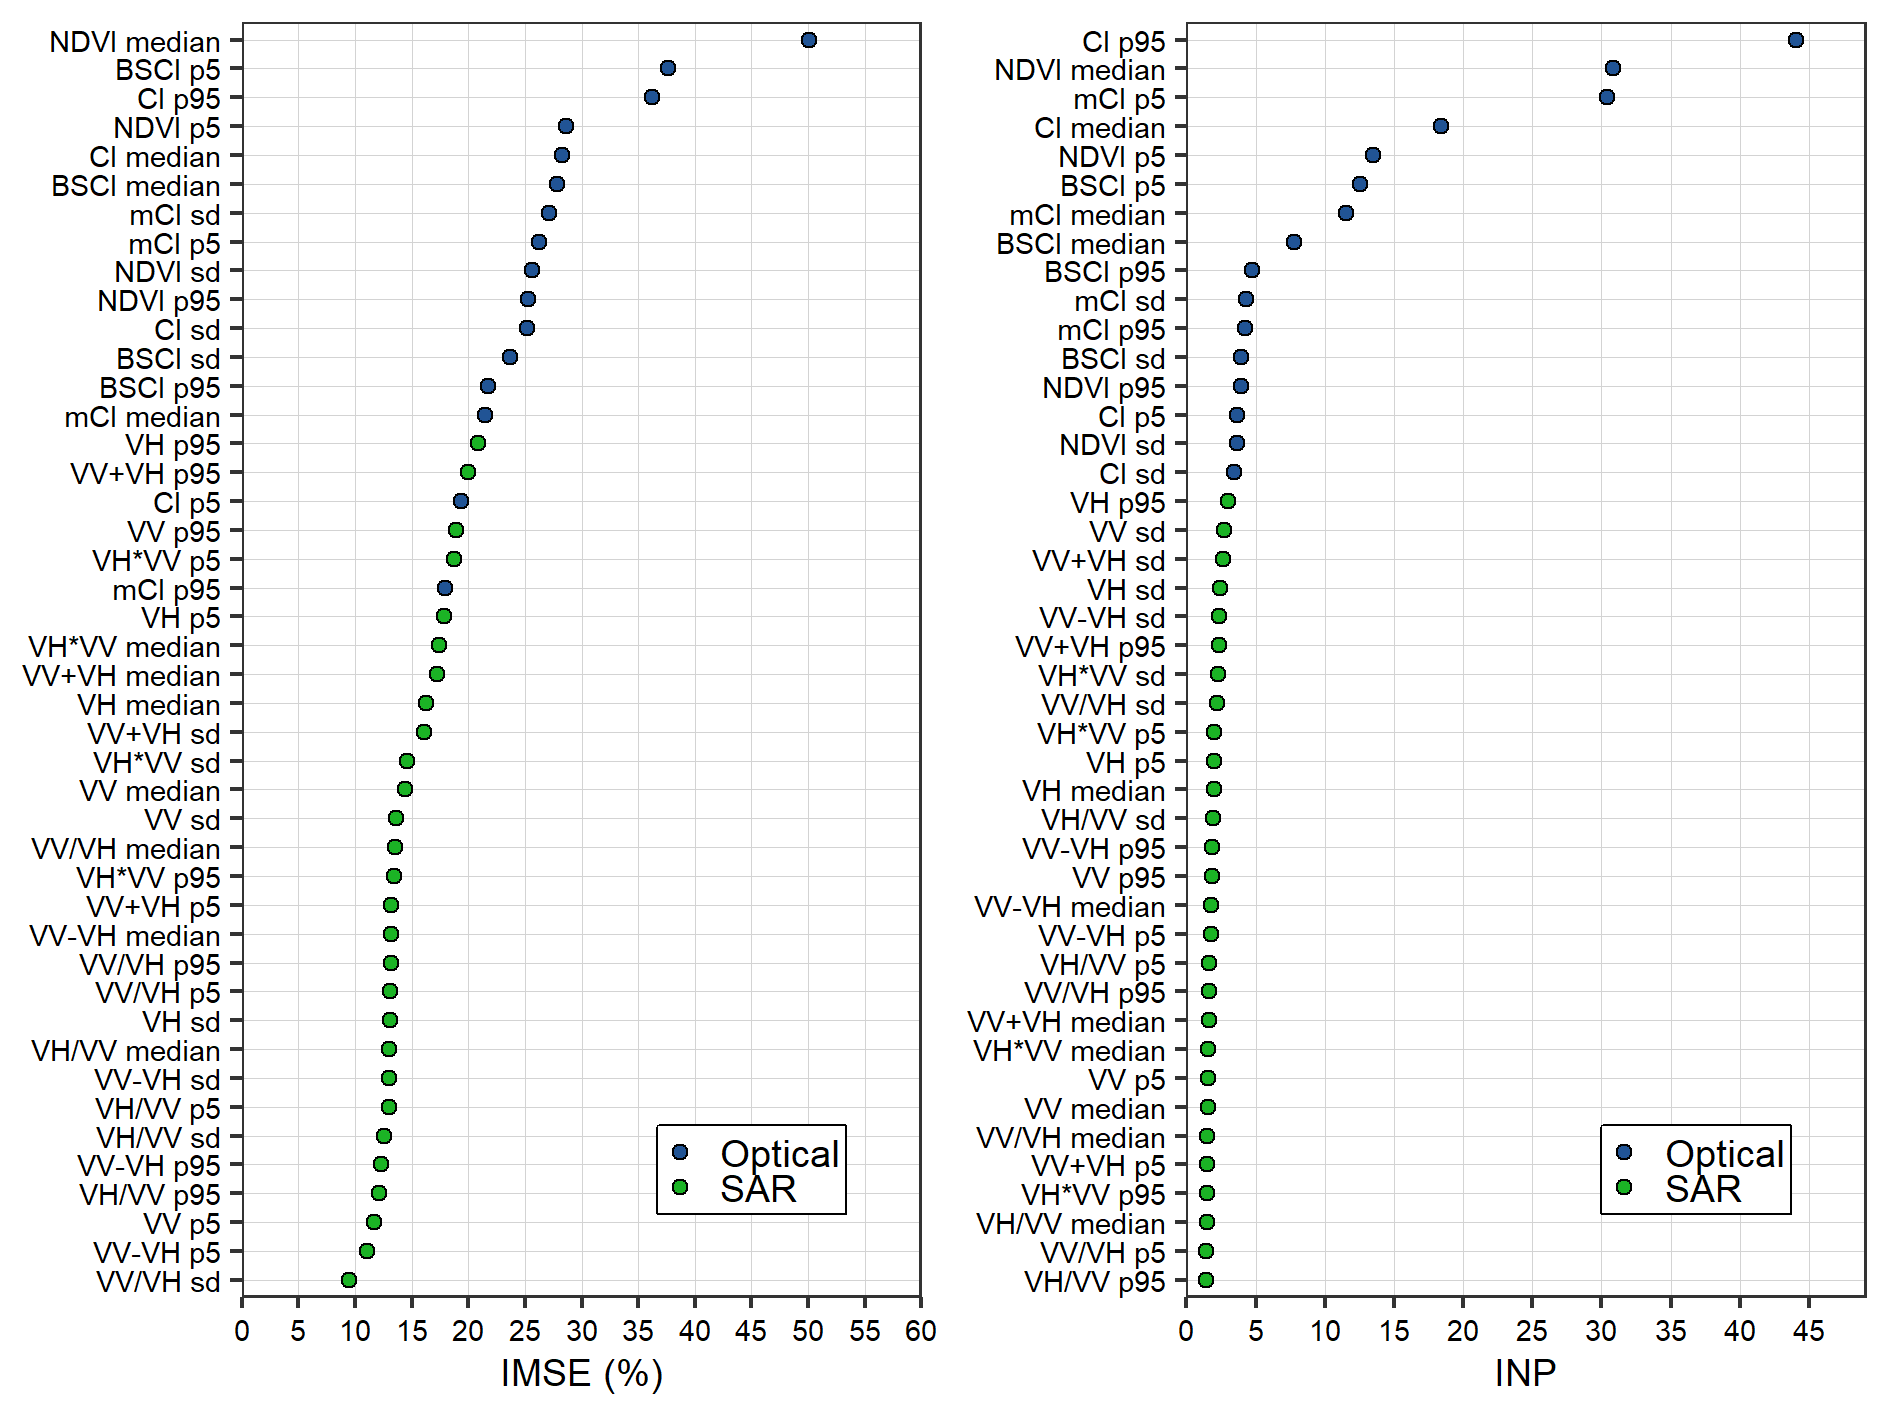 NDVI median
BSCI p5
CI p95
NDVI p5
CI median
BSCI median
mCI sd
mCI p5
NDVI sd
NDVI p95
CI sd
BSCI sd
BSCI p95
mCI median
VH p95
VV+VH p95
CI p5
VV p95
VH*VV p5
mCI p95
VH p5
VH*VV median
VV+VH median
VH median
VV+VH sd
VH*VV sd
VV median
VV sd
VV/VH median
VH*VV p95
VV+VH p5
VV-VH median
VV/VH p95
VV/VH p5
VH sd
VH/VV median
VV-VH sd
VH/VV p5
VH/VV sd
VV-VH p95
VH/VV p95
VV p5
VV-VH p5
VV/VH sd
Optical
SAR
0 5 10 15 20 25 30 35 40 45 50 55 60
IMSE (%)
CI p95
NDVI median
mCI p5
CI median
NDVI p5
BSCI p5
mCI median
BSCI median
BSCI p95
mCI sd
mCI p95
BSCI sd
NDVI p95
CI p5
NDVI sd
CI sd
VH p95
VV sd
VV+VH sd
VH sd
VV-VH sd
VV+VH p95
VH*VV sd
VV/VH sd
VH*VV p5
VH p5
VH median
VH/VV sd
VV-VH p95
VV p95
VV-VH median
VV-VH p5
VH/VV p5
VV/VH p95
VV+VH median
VH*VV median
VV p5
VV median
VV/VH median
VV+VH p5
VH*VV p95
VH/VV median
VV/VH p5
VH/VV p95
Optical
SAR
0 5 10 15 20 25 30 35 40 45
INP